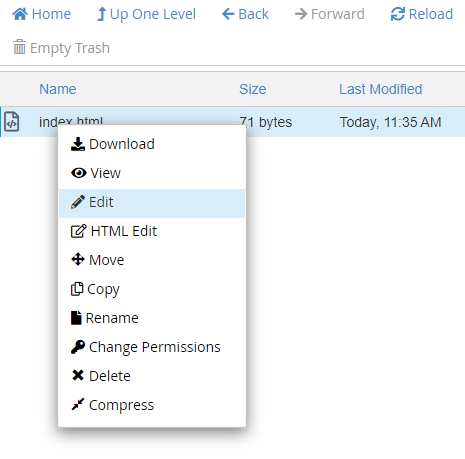 Home Up One Level Back Forward Reload
Empty Trash
Name Size Last Modified
index.html 71 bytes Today, 11:35 AM
Download
View
Edit
HTML Edit
Move
Copy
Rename
Change Permissions
Delete
Compress